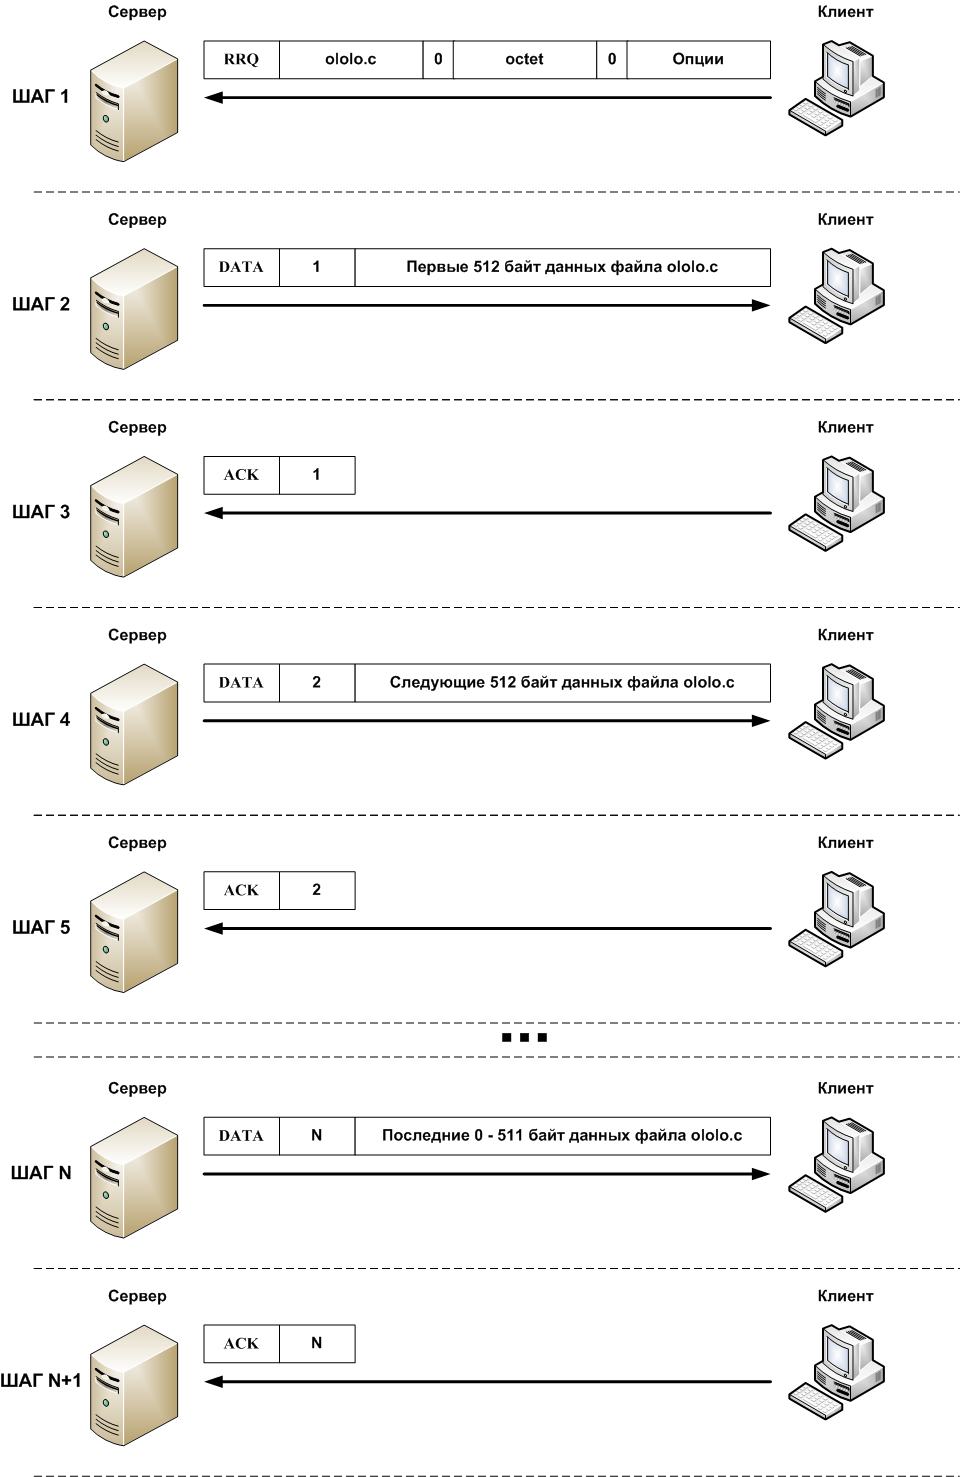 Сервер
Клиент
ШАГ 1
RRQ ololo.c 0 octet 0 Опции
Сервер
Клиент
ШАГ 2
DATA 1 Первые 512 байт данных файла ololo.c
Сервер
Клиент
ШАГ 3
ACK 1
Сервер
Клиент
ШАГ 4
DATA 2 Следующие 512 байт данных файла ololo.c
Сервер
Клиент
ШАГ 5
ACK 2
...
Сервер
Клиент
ШАГ N
DATA N Последние 0 - 511 байт данных файла ololo.c
Сервер
Клиент
ШАГ N+1
ACK N